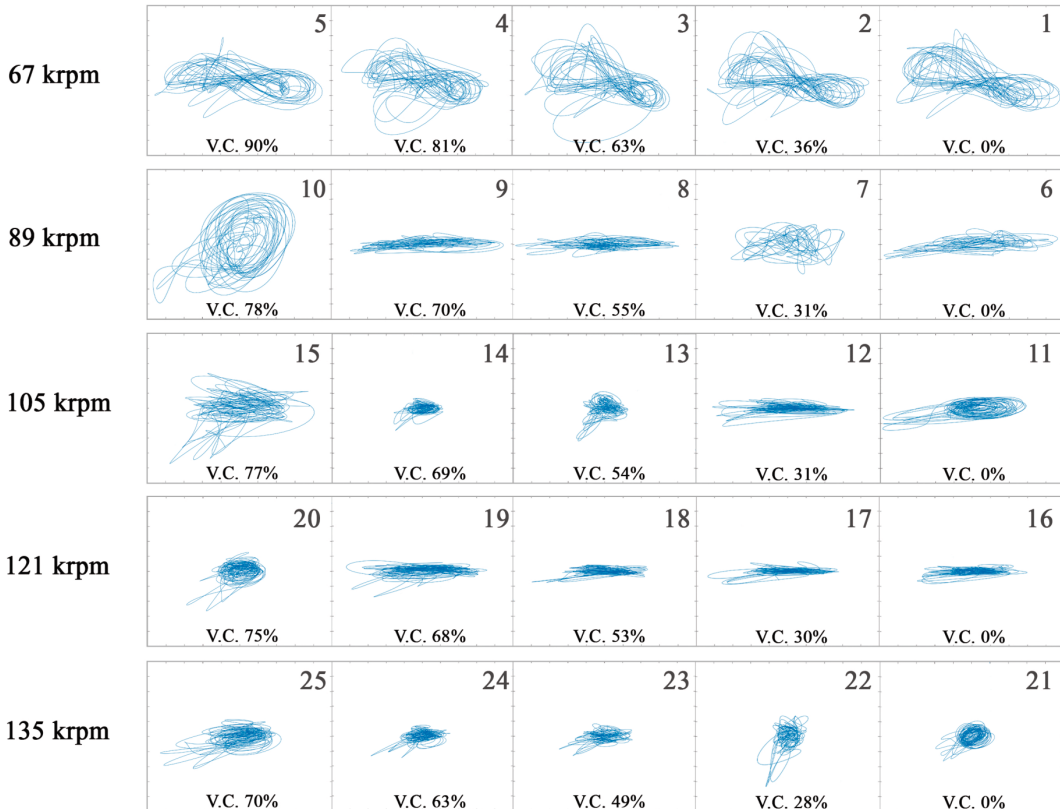 5 4 3 2 1
67 krpm
V.C. 90% V.C. 81% V.C. 63% V.C. 36% V.C. 0%
10 9 8 7 6
89 krpm
V.C. 78% V.C. 70% V.C. 55% V.C. 31% V.C. 0%
15 14 13 12 11
105 krpm
V.C. 77% V.C. 69% V.C. 54% V.C. 31% V.C. 0%
20 19 18 17 16
121 krpm
V.C. 75% V.C. 68% V.C. 53% V.C. 30% V.C. 0%
25 24 23 22 21
135 krpm
V.C. 70% V.C. 63% V.C. 49% V.C. 28% V.C. 0%